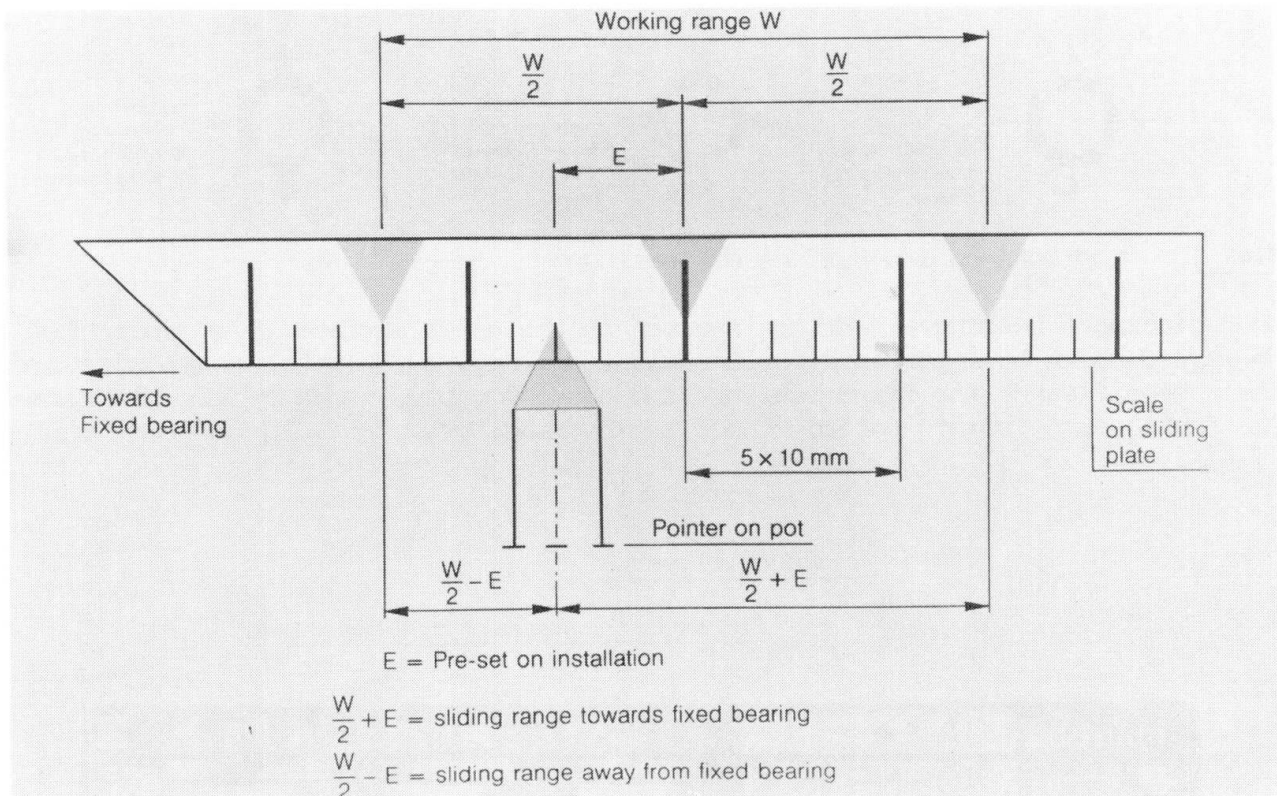 Working range W
W/2
W/2
E
Towards
Fixed bearing
5 × 10 mm
Scale
on sliding
plate
Pointer on pot
W/2 − E
W/2 + E
E = Pre-set on installation
W/2 + E = sliding range towards fixed bearing
W/2 − E = sliding range away from fixed bearing